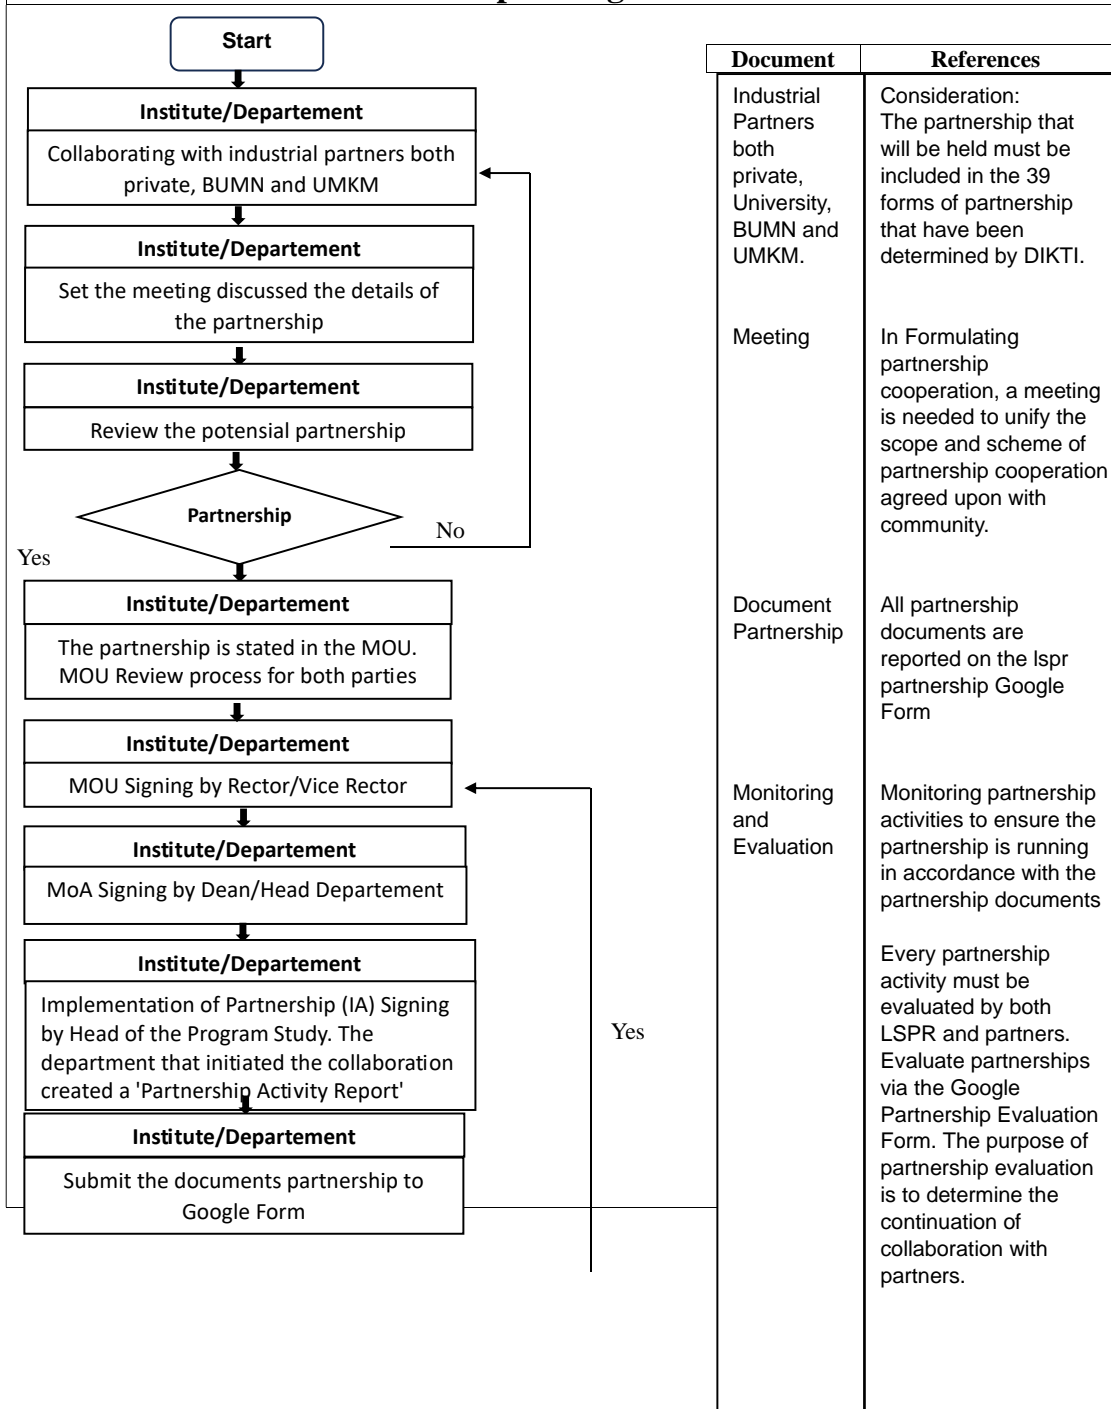 Start
Institute/Departement
Collaborating with industrial partners both
private, BUMN and UMKM
Institute/Departement
Set the meeting discussed the details of
the partnership
Institute/Departement
Review the potensial partnership
Partnership
No
Yes
Institute/Departement
The partnership is stated in the MOU.
MOU Review process for both parties
Institute/Departement
MOU Signing by Rector/Vice Rector
Institute/Departement
MoA Signing by Dean/Head Departement
Institute/Departement
Implementation of Partnership (IA) Signing
by Head of the Program Study. The
department that initiated the collaboration
created a 'Partnership Activity Report'
Yes
Institute/Departement
Submit the documents partnership to
Google Form
Document
References
Industrial
Partners
both
private,
University,
BUMN and
UMKM.
Consideration:
The partnership that
will be held must be
included in the 39
forms of partnership
that have been
determined by DIKTI.
Meeting
In Formulating
partnership
cooperation, a meeting
is needed to unify the
scope and scheme of
partnership cooperation
agreed upon with
community.
Document
Partnership
All partnership
documents are
reported on the lspr
partnership Google
Form
Monitoring
and
Evaluation
Monitoring partnership
activities to ensure the
partnership is running
in accordance with the
partnership documents
Every partnership
activity must be
evaluated by both
LSPR and partners.
Evaluate partnerships
via the Google
Partnership Evaluation
Form. The purpose of
partnership evaluation
is to determine the
continuation of
collaboration with
partners.